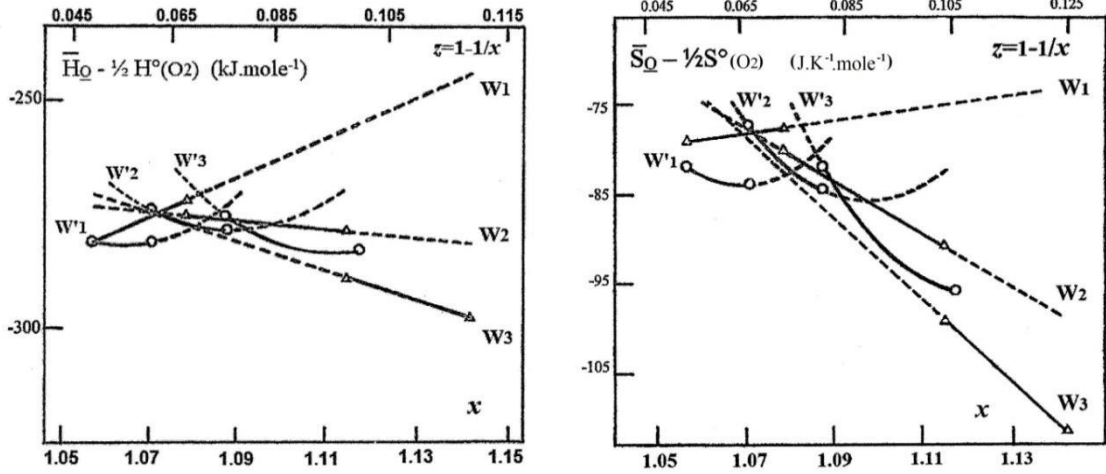 0.045 0.065 0.085 0.105 0.115
z=1-1/x
H̅O̲ - ½ H°(O2) (kJ.mole⁻¹)
W1
-250
W'2 W'3
W'1
W2
-300
W3
x
1.05 1.07 1.09 1.11 1.13 1.15
0.045 0.065 0.085 0.105 0.125
z=1-1/x
S̅O̲ – ½S°(O2) (J.K⁻¹.mole⁻¹)
W1
-75
W'2 W'3
W'1
-85
W2
-95
-105
W3
x
1.05 1.07 1.09 1.11 1.13